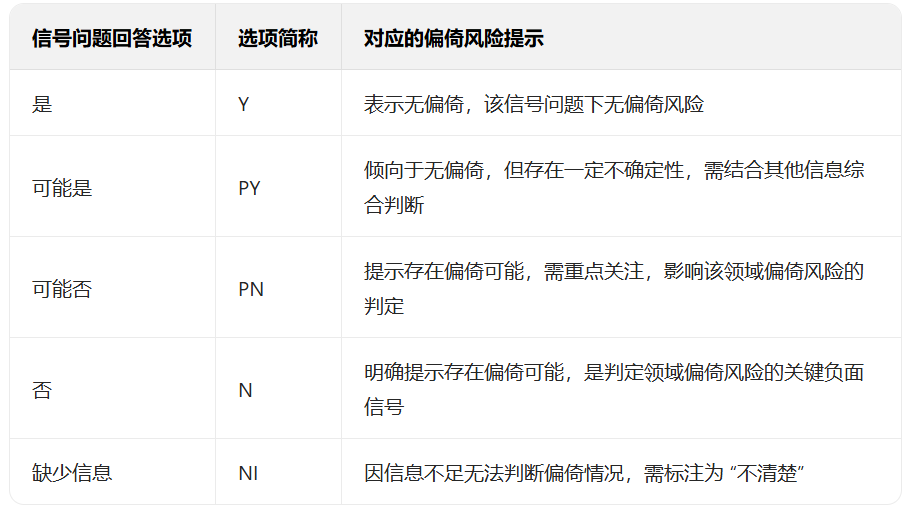 信号问题回答选项 选项简称 对应的偏倚风险提示
是 Y 表示无偏倚，该信号问题下无偏倚风险
可能是 PY 倾向于无偏倚，但存在一定不确定性，需结合其他信息综
合判断
可能否 PN 提示存在偏倚可能，需重点关注，影响该领域偏倚风险的
判定
否 N 明确提示存在偏倚可能，是判定领域偏倚风险的关键负面
信号
缺少信息 NI 因信息不足无法判断偏倚情况，需标注为 “不清楚”